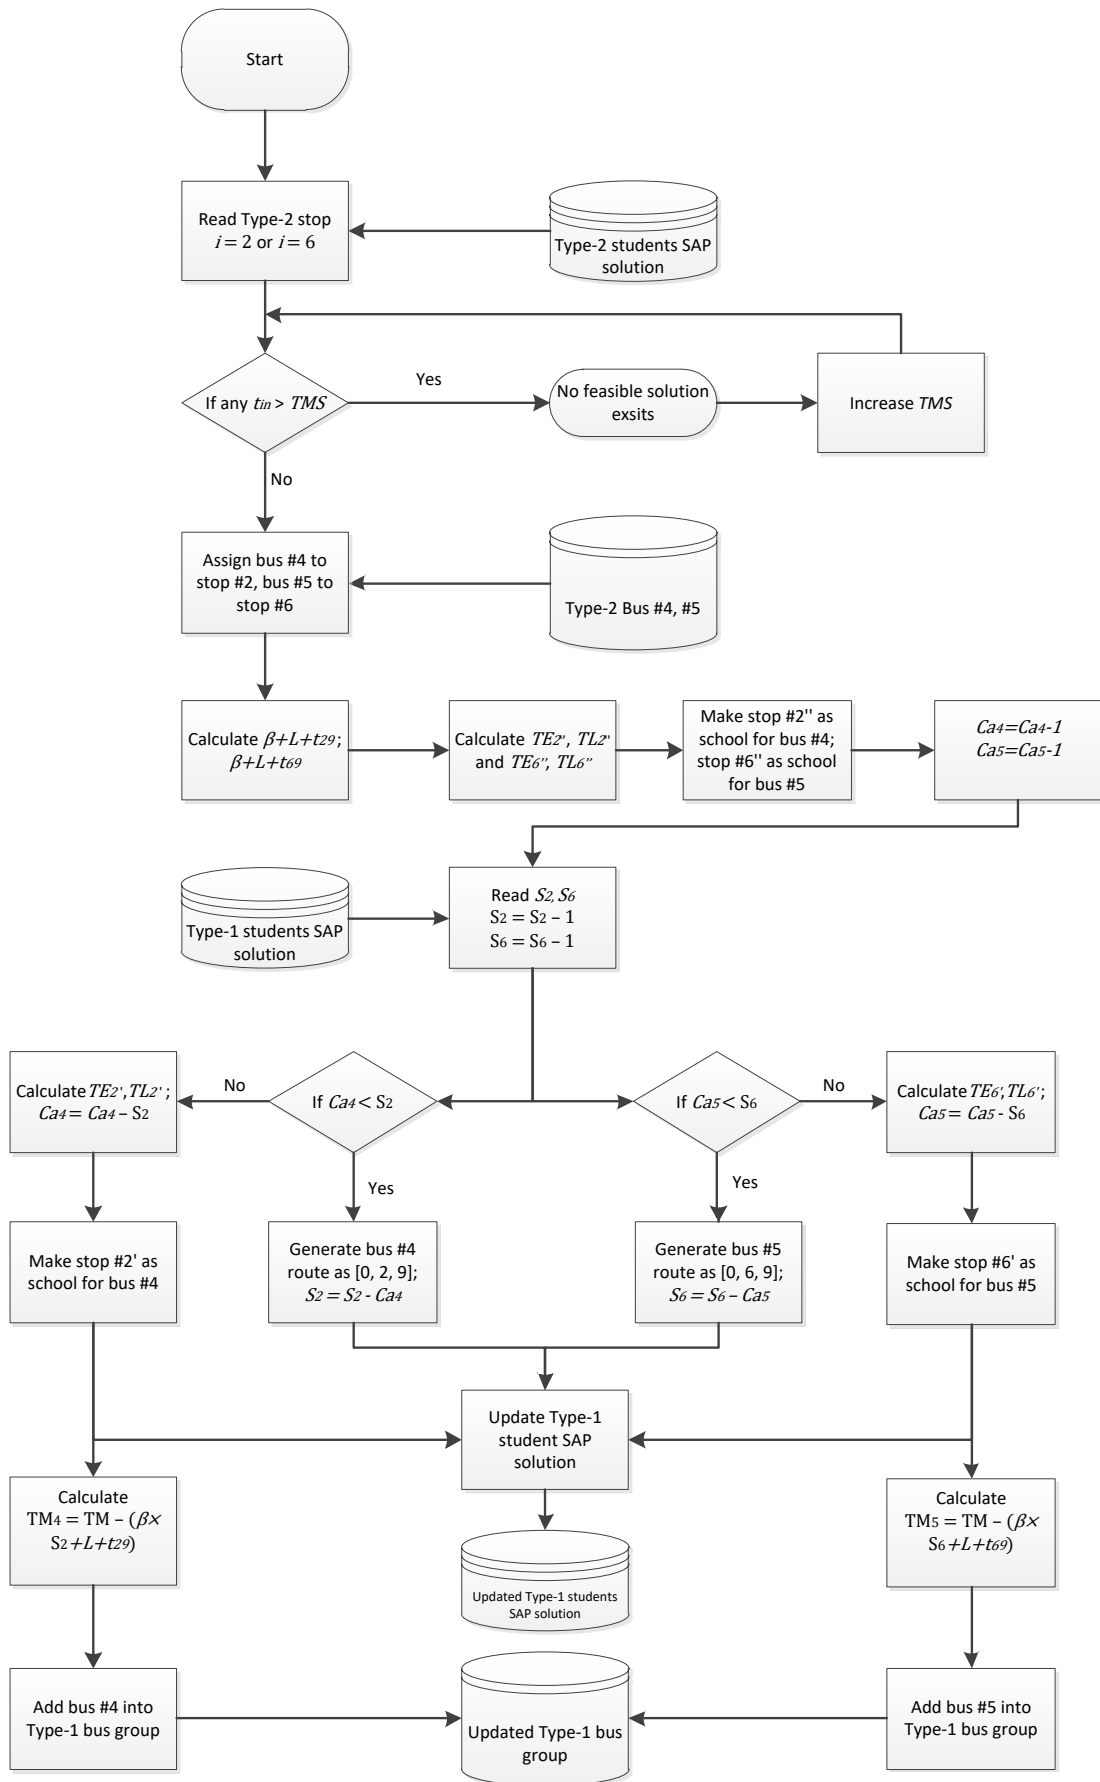 Start
Read Type-2 stop
i = 2 or i = 6
Type-2 students SAP
solution
If any tin > TMS
Yes
No feasible solution
exsits
Increase TMS
No
Assign bus #4 to
stop #2, bus #5 to
stop #6
Type-2 Bus #4, #5
Calculate β+L+t29;
β+L+t69
Calculate TE2'', TL2''
and TE6'', TL6''
Make stop #2'' as
school for bus #4;
stop #6'' as school
for bus #5
Ca4=Ca4-1
Ca5=Ca5-1
Type-1 students SAP
solution
Read S2, S6
S2 = S2 – 1
S6 = S6 – 1
Calculate TE2', TL2';
Ca4 = Ca4 – S2
No
If Ca4 < S2
Yes
If Ca5 < S6
Yes
No
Calculate TE6', TL6';
Ca5 = Ca5 - S6
Make stop #2' as
school for bus #4
Generate bus #4
route as [0, 2, 9];
S2 = S2 - Ca4
Generate bus #5
route as [0, 6, 9];
S6 = S6 – Ca5
Make stop #6' as
school for bus #5
Update Type-1
student SAP
solution
Calculate
TM4 = TM – (β×
S2+L+t29)
Calculate
TM5 = TM – (β×
S6+L+t69)
Updated Type-1 students
SAP solution
Add bus #4 into
Type-1 bus group
Updated Type-1 bus
group
Add bus #5 into
Type-1 bus group